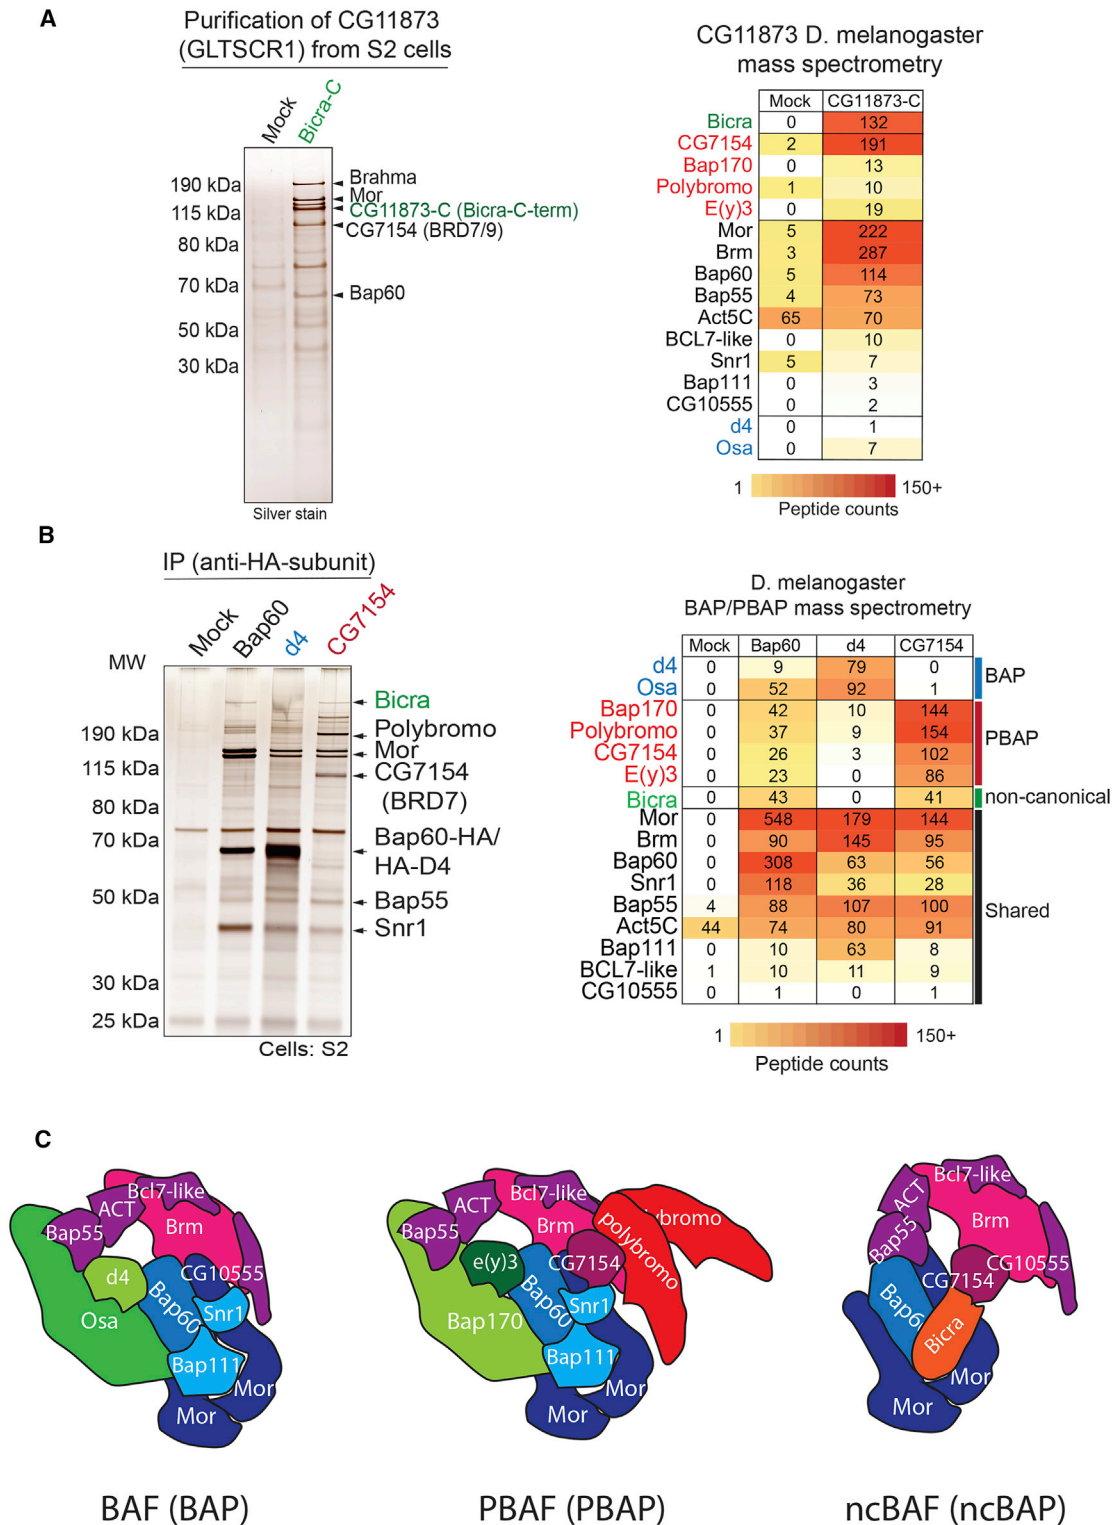 A
Purification of CG11873
(GLTSCR1) from S2 cells
Mock
Bicra-C
190 kDa
115 kDa
80 kDa
70 kDa
50 kDa
30 kDa
Brahma
Mor
CG11873-C (Bicra-C-term)
CG7154 (BRD7/9)
Bap60
Silver stain
CG11873 D. melanogaster
mass spectrometry
Mock CG11873-C
Bicra 0 132
CG7154 2 191
Bap170 0 13
Polybromo 1 10
E(y)3 0 19
Mor 5 222
Brm 3 287
Bap60 5 114
Bap55 4 73
Act5C 65 70
BCL7-like 0 10
Snr1 5 7
Bap111 0 3
CG10555 0 2
d4 0 1
Osa 0 7
1 150+
Peptide counts
B
IP (anti-HA-subunit)
Mock
Bap60
d4
CG7154
MW
190 kDa
115 kDa
80 kDa
70 kDa
50 kDa
30 kDa
25 kDa
Bicra
Polybromo
Mor
CG7154
(BRD7)
Bap60-HA/
HA-D4
Bap55
Snr1
Cells: S2
D. melanogaster
BAP/PBAP mass spectrometry
Mock Bap60 d4 CG7154
d4 0 9 79 0
Osa 0 52 92 1
Bap170 0 42 10 144
Polybromo 0 37 9 154
CG7154 0 26 3 102
E(y)3 0 23 0 86
Bicra 0 43 0 41
Mor 0 548 179 144
Brm 0 90 145 95
Bap60 0 308 63 56
Snr1 0 118 36 28
Bap55 4 88 107 100
Act5C 44 74 80 91
Bap111 0 10 63 8
BCL7-like 1 10 11 9
CG10555 0 1 0 1
BAP
PBAP
non-canonical
Shared
1 150+
Peptide counts
C
Bcl7-like
ACT
Brm
Bap55
d4
CG10555
Bap60
Snr1
Osa
Bap111
Mor
Mor
BAF (BAP)
Bcl7-like
ACT
Brm
lybromo
polybromo
Bap55
e(y)3
CG7154
Bap60
Snr1
Bap170
Bap111
Mor
Mor
PBAF (PBAP)
Bcl7-like
ACT
Brm
Bap55
CG10555
CG7154
Bap6
Bicra
Mor
Mor
ncBAF (ncBAP)